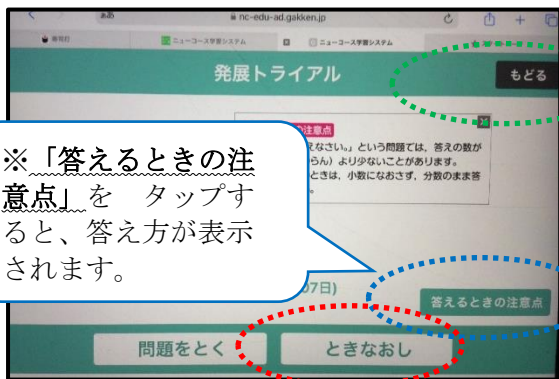 ああ
nc-edu-ad.gakken.jp
ニューコース学習システム
ニューコース学習システム
発展トライアル
もどる
の注意点
えなさい。」という問題では、答えの数が
らん）より少ないことがあります。
ときは，小数になおさず，分数のまま答
※「答えるときの注
意点」を　タップす
ると、答え方が表示
されます。
07日)
答えるときの注意点
問題をとく
ときなおし